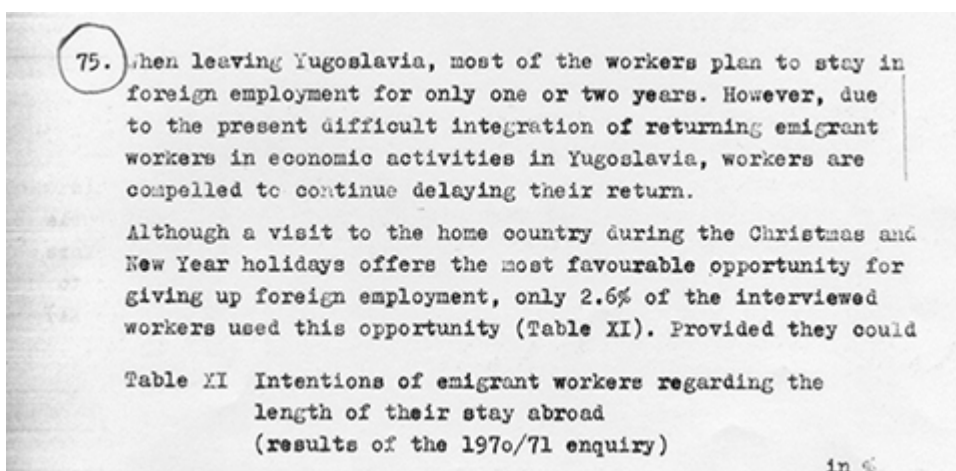 75. When leaving Yugoslavia, most of the workers plan to stay in
foreign employment for only one or two years. However, due
to the present difficult integration of returning emigrant
workers in economic activities in Yugoslavia, workers are
compelled to continue delaying their return.
Although a visit to the home country during the Christmas and
New Year holidays offers the most favourable opportunity for
giving up foreign employment, only 2.6% of the interviewed
workers used this opportunity (Table XI). Provided they could
Table XI Intentions of emigrant workers regarding the
length of their stay abroad
(results of the 197o/71 enquiry)
in %